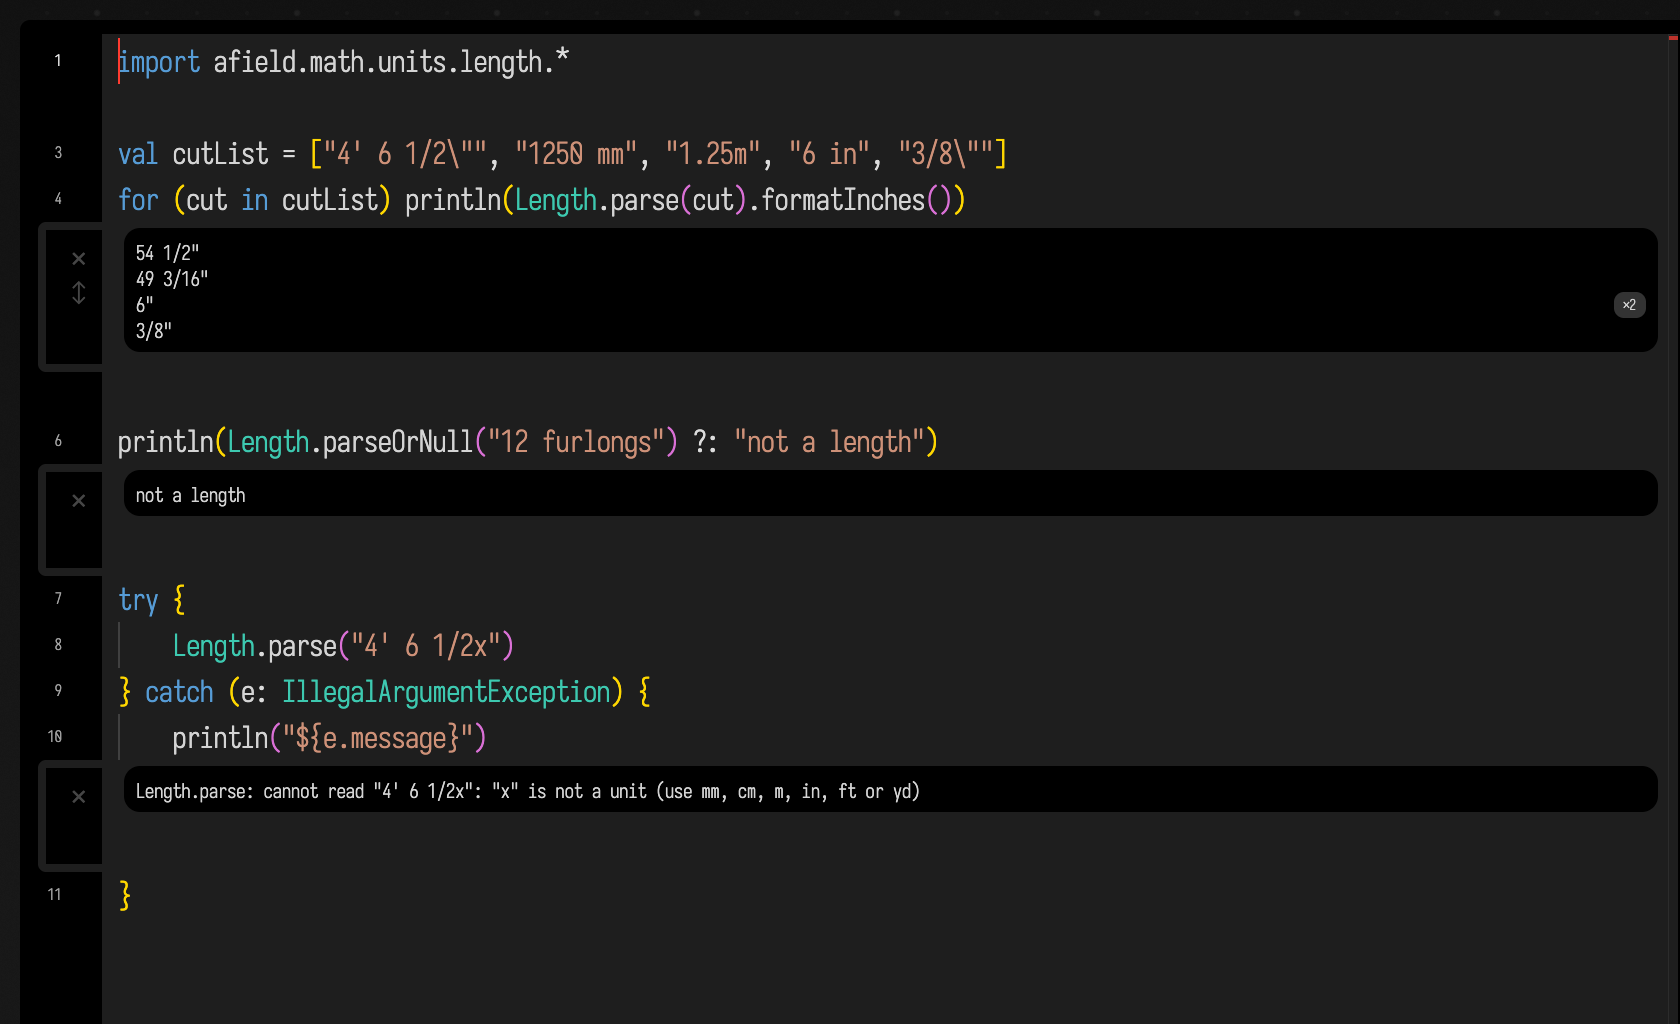 1 import afield.math.units.length.*
3 val cutList = ["4' 6 1/2\"", "1250 mm", "1.25m", "6 in", "3/8\""]
4 for (cut in cutList) println(Length.parse(cut).formatInches())
54 1/2"
49 3/16"
6"
×2
3/8"
6 println(Length.parseOrNull("12 furlongs") ?: "not a length")
not a length
7 try {
8 Length.parse("4' 6 1/2x")
9 } catch (e: IllegalArgumentException) {
10 println("${e.message}")
Length.parse: cannot read "4' 6 1/2x": "x" is not a unit (use mm, cm, m, in, ft or yd)
11 }